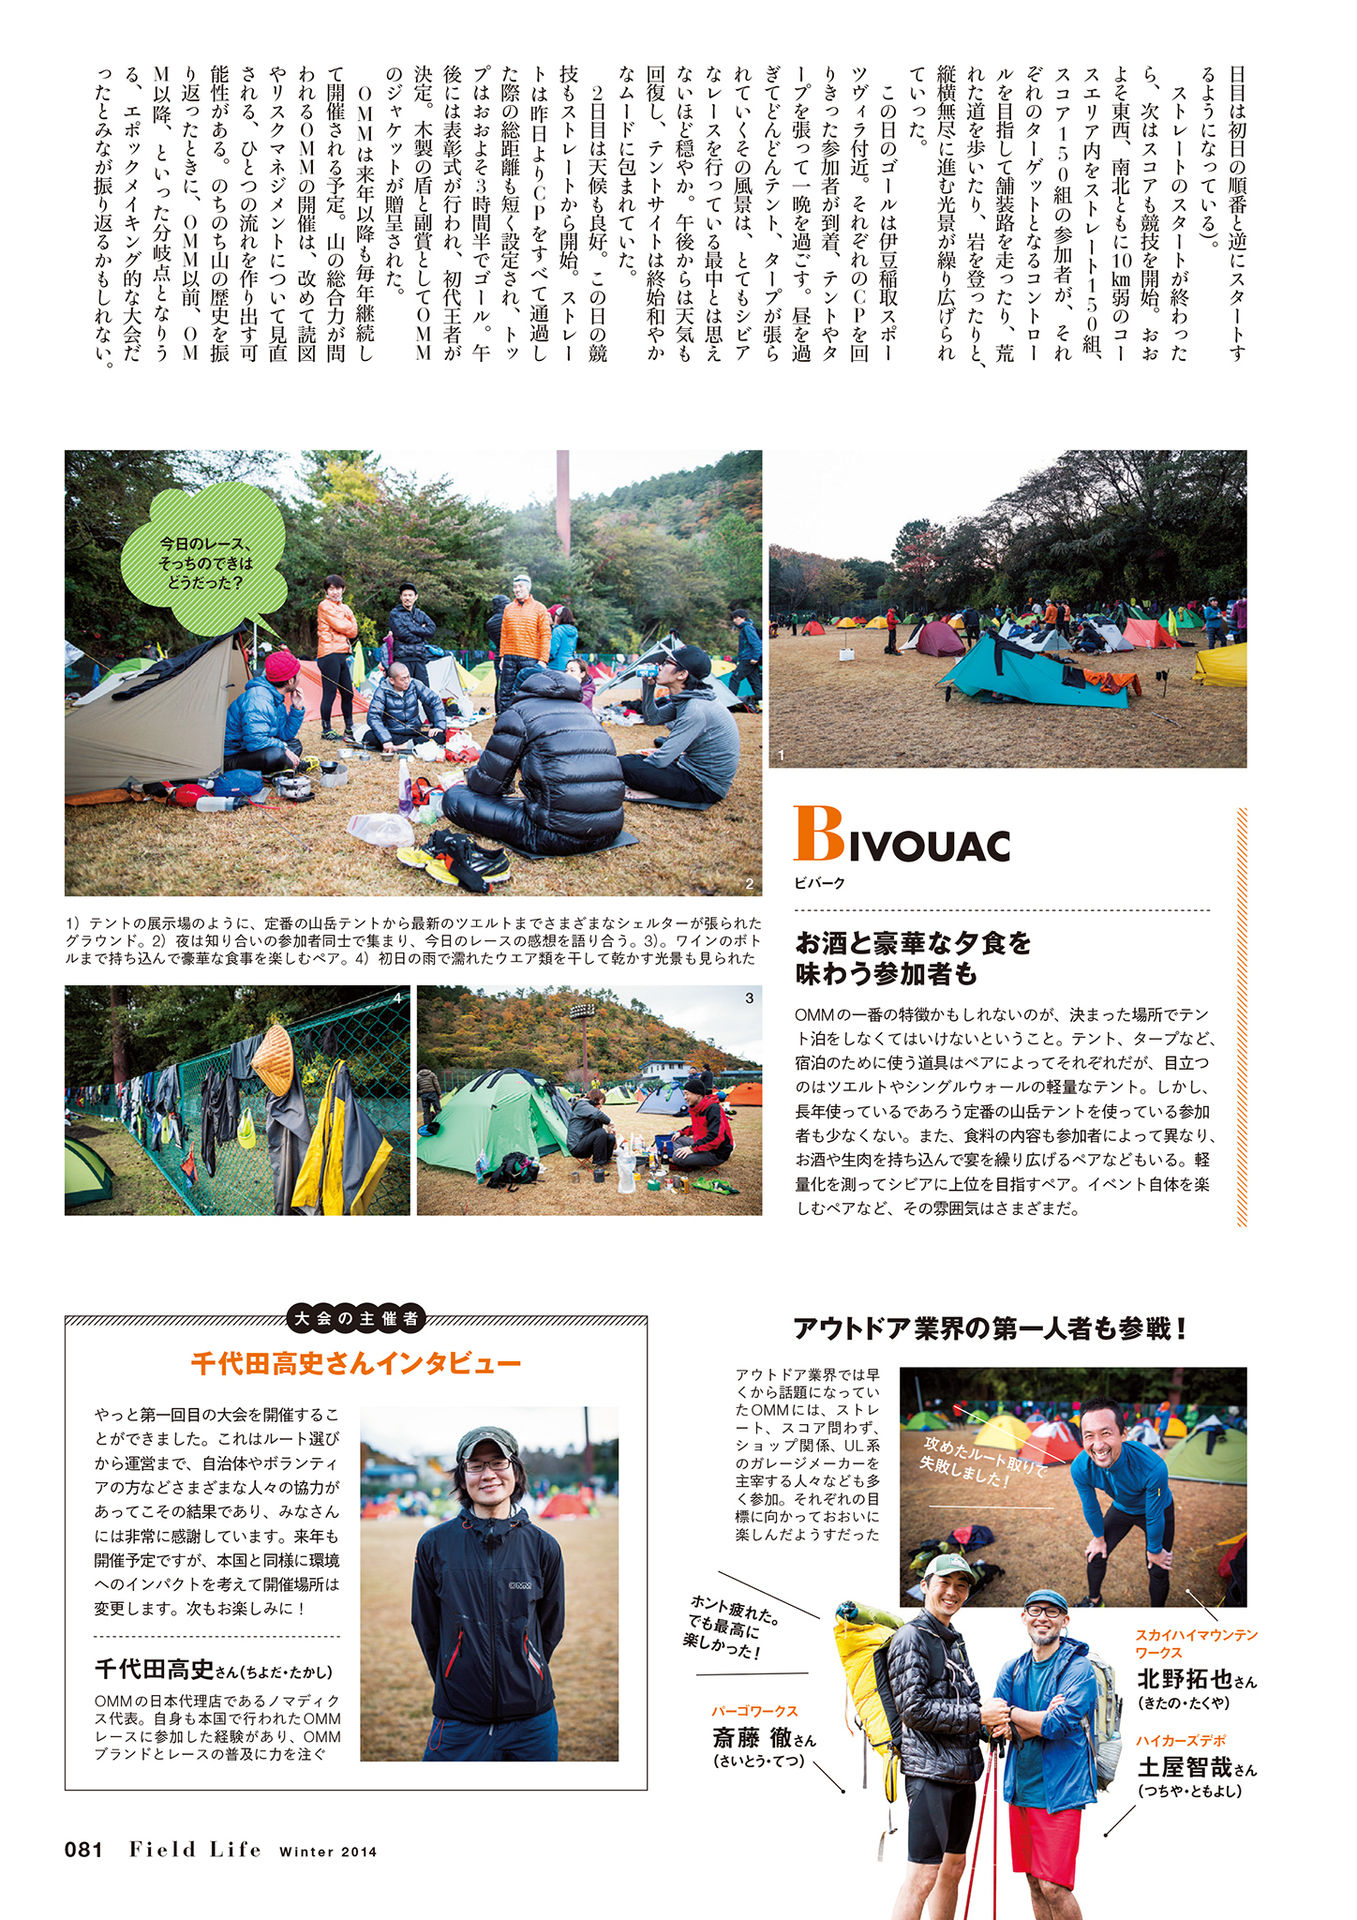 日目は初日の順番と逆にスタートす
るようになっている)。
ストレートのスタートが終わった
ら、次はスコアも競技を開始。おお
よそ東西、南北ともに10㎞弱のコー
スエリア内をストレート150組、
スコア150組の参加者が、それ
ぞれのターゲットとなるコントロー
ルを目指して舗装路を走ったり、荒
れた道を歩いたり、岩を登ったりと、
縦横無尽に進む光景が繰り広げられ
ていった。
この日のゴールは伊豆稲取スポー
ツヴィラ付近。それぞれのCPを回
りきった参加者が到着、テントやタ
ープを張って一晩を過ごす。昼を過
ぎてどんどんテント、タープが張ら
れていくその風景は、とてもシビア
なレースを行っている最中とは思え
ないほど穏やか。午後からは天気も
回復し、テントサイトは終始和やか
なムードに包まれていた。
2日目は天候も良好。この日の競
技もストレートから開始。ストレー
トは昨日よりCPをすべて通過し
た際の総距離も短く設定され、トッ
プはおおよそ3時間半でゴール。午
後には表彰式が行われ、初代王者が
決定。木製の盾と副賞としてOMM
のジャケットが贈呈された。
OMMは来年以降も毎年継続し
て開催される予定。山の総合力が問
われるOMMの開催は、改めて読図
やリスクマネジメントについて見直
される、ひとつの流れを作り出す可
能性がある。のちのち山の歴史を振
り返ったときに、OMM以前、OM
M以降、といった分岐点となりう
る、エポックメイキング的な大会だ
ったとみなが振り返るかもしれない。
今日のレース、
そっちのできは
どうだった?
2
1
1)テントの展示場のように、定番の山岳テントから最新のツエルトまでさまざまなシェルターが張られた
グラウンド。2)夜は知り合いの参加者同士で集まり、今日のレースの感想を語り合う。3)。ワインのボト
ルまで持ち込んで豪華な食事を楽しむペア。4)初日の雨で濡れたウエア類を干して乾かす光景も見られた
4
3
BIVOUAC
ビバーク
お酒と豪華な夕食を
味わう参加者も
OMMの一番の特徴かもしれないのが、決まった場所でテン
ト泊をしなくてはいけないということ。テント、タープなど、
宿泊のために使う道具はペアによってそれぞれだが、目立つ
のはツエルトやシングルウォールの軽量なテント。しかし、
長年使っているであろう定番の山岳テントを使っている参加
者も少なくない。また、食料の内容も参加者によって異なり、
お酒や生肉を持ち込んで宴を繰り広げるペアなどもいる。軽
量化を測ってシビアに上位を目指すペア。イベント自体を楽
しむペアなど、その雰囲気はさまざまだ。
大会の主催者
千代田高史さんインタビュー
やっと第一回目の大会を開催するこ
とができました。これはルート選び
から運営まで、自治体やボランティ
アの方などさまざまな人々の協力が
あってこその結果であり、みなさん
には非常に感謝しています。来年も
開催予定ですが、本国と同様に環境
へのインパクトを考えて開催場所は
変更します。次もお楽しみに!
千代田高史さん(ちよだ・たかし)
OMMの日本代理店であるノマディク
ス代表。自身も本国で行われたOMM
レースに参加した経験があり、OMM
ブランドとレースの普及に力を注ぐ
OMM
アウトドア業界の第一人者も参戦!
アウトドア業界では早
くから話題になってい
たOMMには、ストレ
ート、スコア問わず、
ショップ関係、UL系
のガレージメーカーを
主宰する人々なども多
く参加。それぞれの目
標に向かっておおいに
楽しんだようすだった
攻めたルート取りで
失敗しました!
ホント疲れた。
でも最高に
楽しかった!
スカイハイマウンテン
ワークス
北野拓也さん
(きたの・たくや)
パーゴワークス
斎藤 徹さん
(さいとう・てつ)
ハイカーズデポ
土屋智哉さん
(つちや・ともよし)
081 Field Life Winter 2014